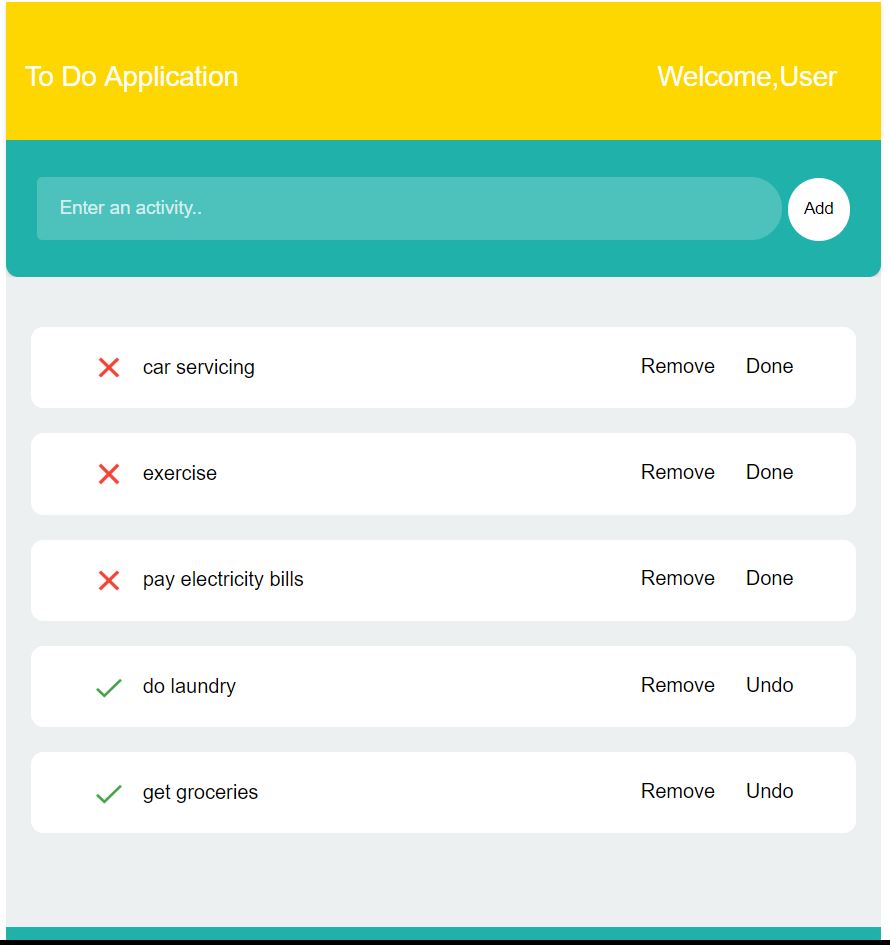 To Do Application Welcome,User
Enter an activity.. Add
car servicing Remove Done
exercise Remove Done
pay electricity bills Remove Done
do laundry Remove Undo
get groceries Remove Undo